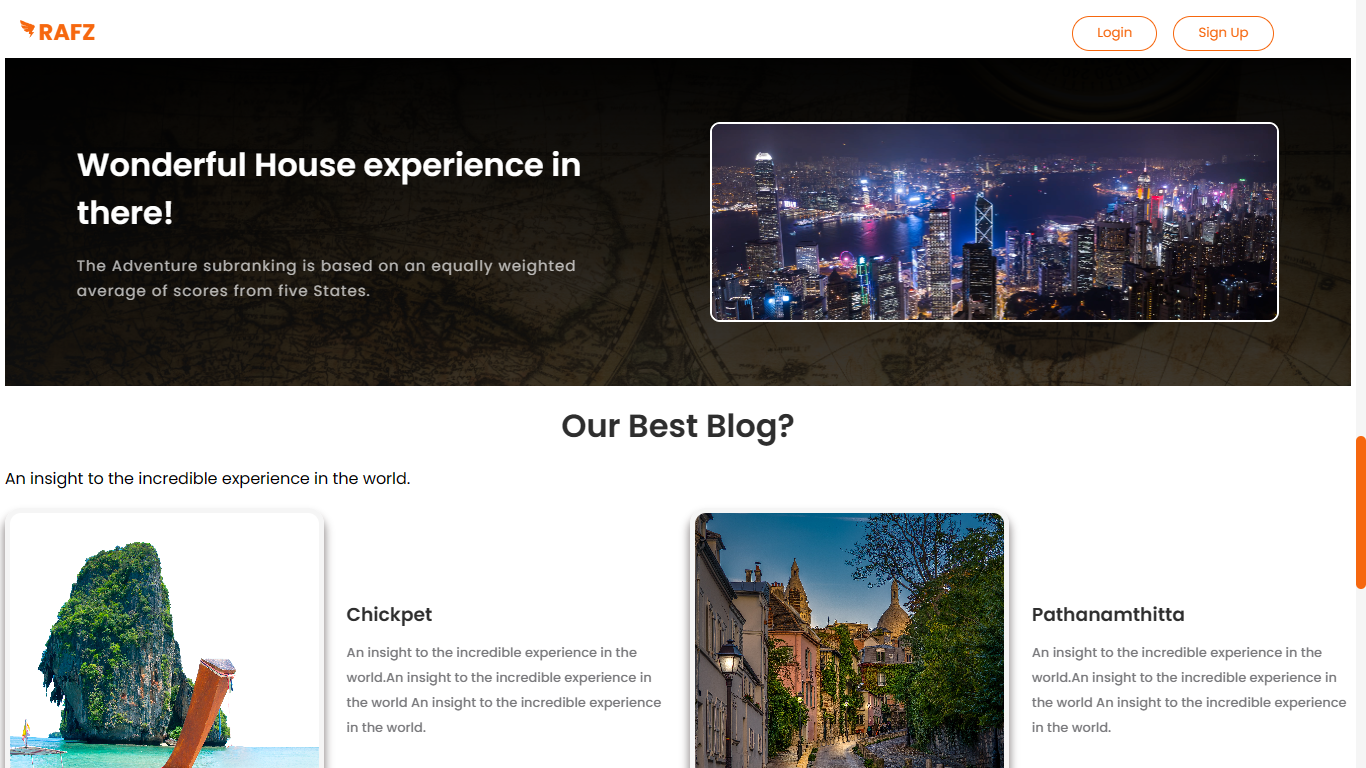 RAFZ
Login
Sign Up
Wonderful House experience in
there!
The Adventure subranking is based on an equally weighted
average of scores from five States.
Our Best Blog?
An insight to the incredible experience in the world.
Chickpet
An insight to the incredible experience in the
world.An insight to the incredible experience in
the world An insight to the incredible experience
in the world.
Pathanamthitta
An insight to the incredible experience in the
world.An insight to the incredible experience in
the world An insight to the incredible experience
in the world.